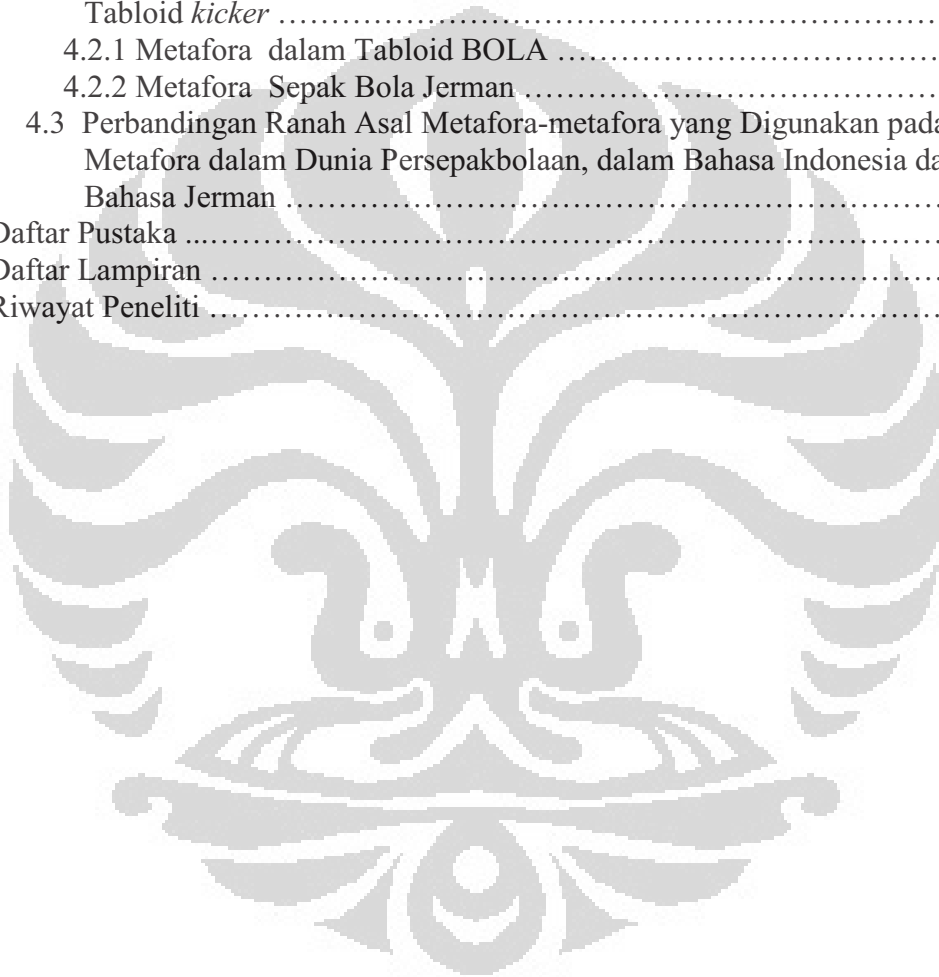 Tabloid kicker ……………………………………………………………
4.2.1 Metafora dalam Tabloid BOLA …………………………………
4.2.2 Metafora Sepak Bola Jerman ……………………………………
4.3 Perbandingan Ranah Asal Metafora-metafora yang Digunakan pada
Metafora dalam Dunia Persepakbolaan, dalam Bahasa Indonesia da
Bahasa Jerman ……………………………………………………………
Daftar Pustaka ...………………………………………………………………
Daftar Lampiran ………………………………………………………………
Riwayat Peneliti ………………………………………………………………